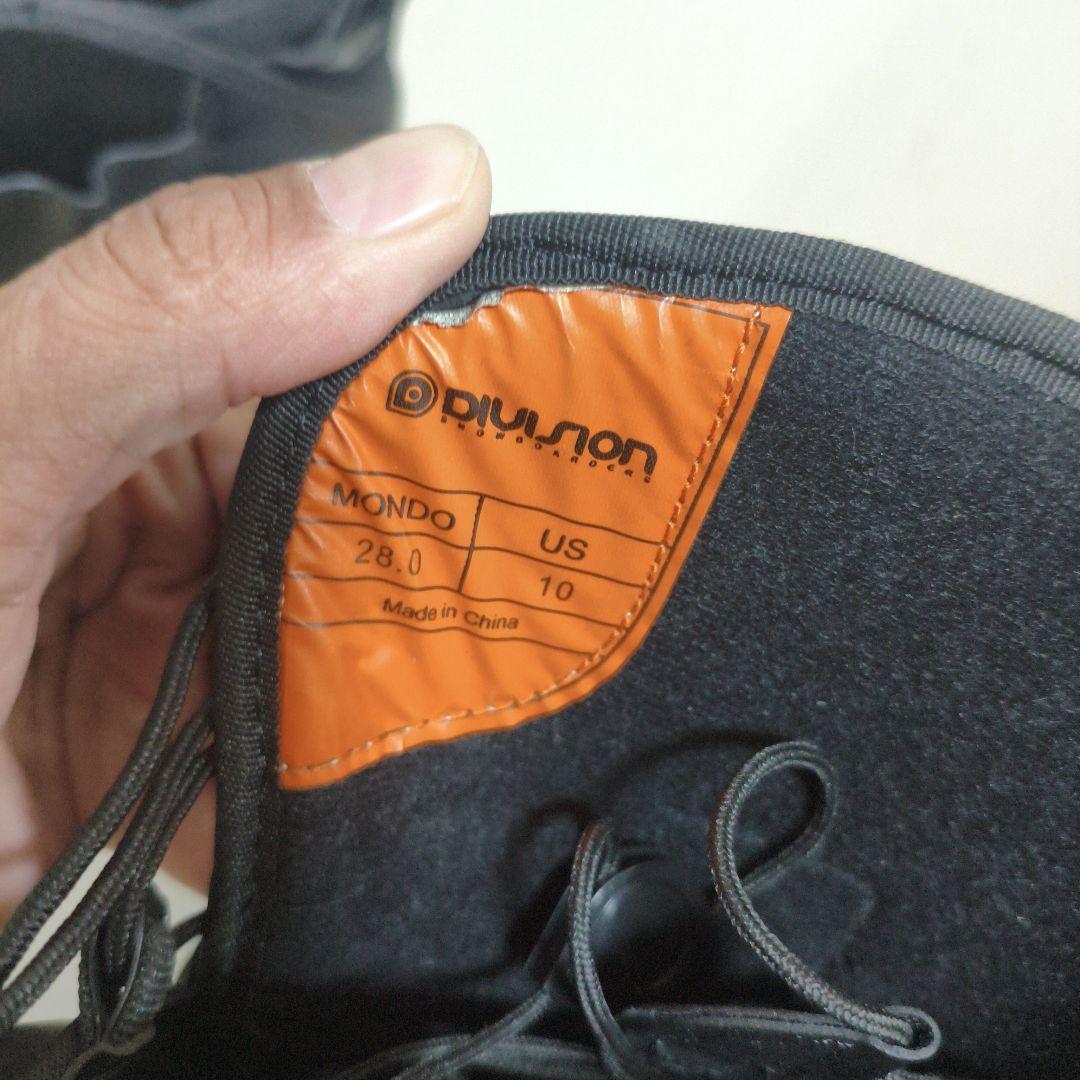 DIVISION
SNOWBOARDERS
MONDO US
28.0 10
Made in China